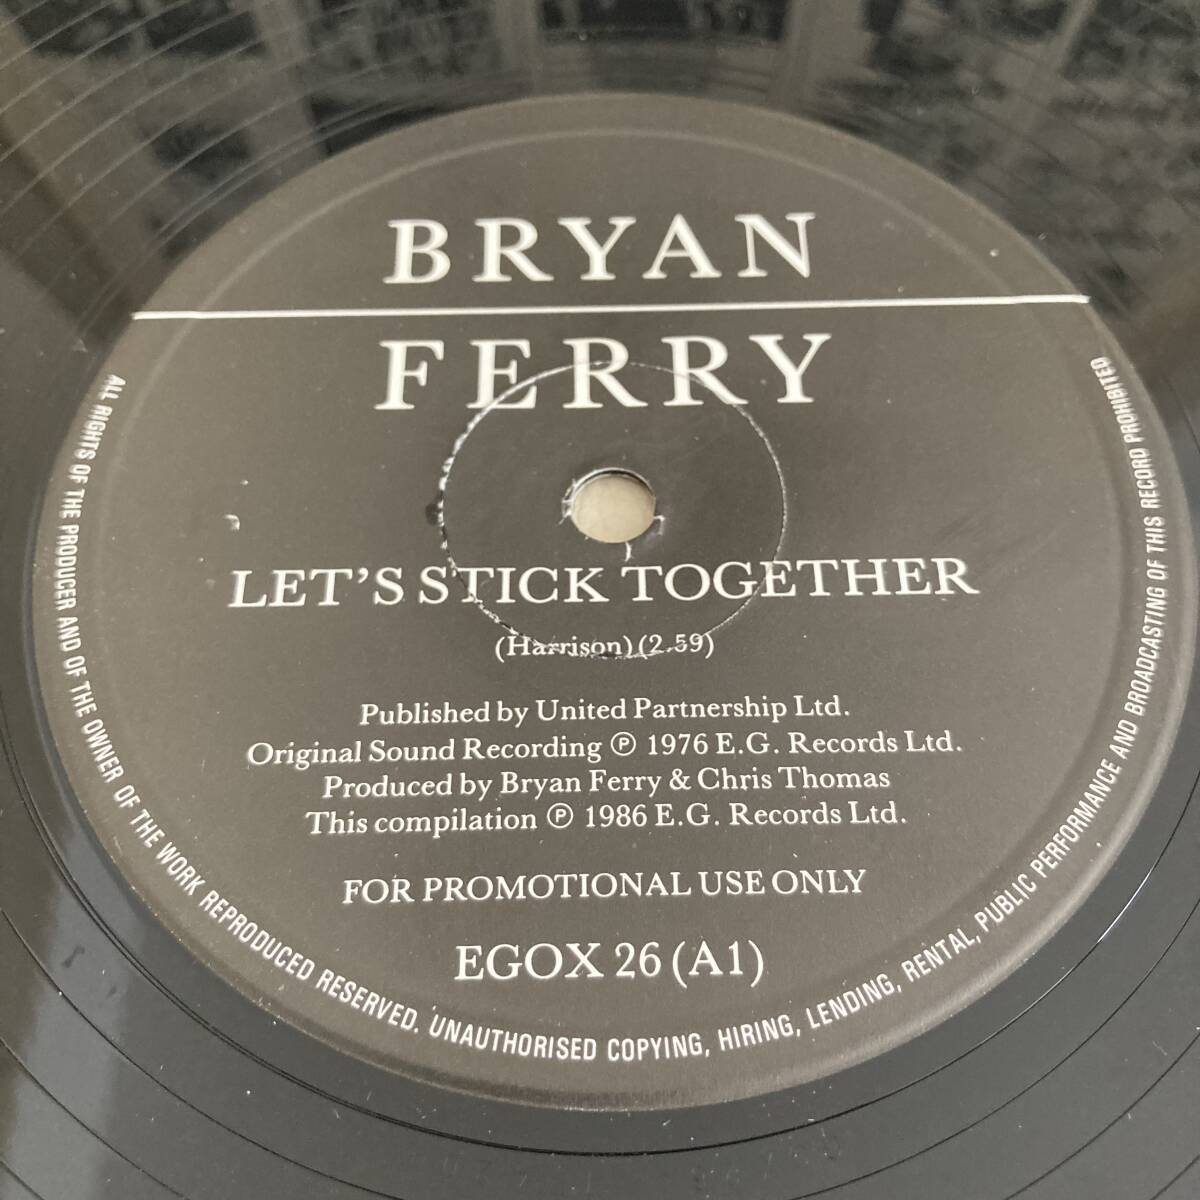 BRYAN
FERRY
LET'S STICK TOGETHER
(Harrison) (2.59)
Published by United Partnership Ltd.
Original Sound Recording Ⓟ 1976 E.G. Records Ltd.
Produced by Bryan Ferry & Chris Thomas
This compilation Ⓟ 1986 E.G. Records Ltd.
FOR PROMOTIONAL USE ONLY
EGOX 26 (A1)
ALL RIGHTS OF THE PRODUCER AND OF THE OWNER OF THE WORK REPRODUCED RESERVED. UNAUTHORISED COPYING, HIRING, LENDING, RENTAL, PUBLIC PERFORMANCE AND BROADCASTING OF THIS RECORD PROHIBITED